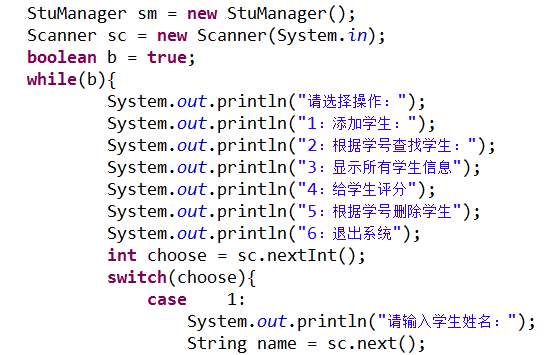 StuManager sm = new StuManager();
Scanner sc = new Scanner(System.in);
boolean b = true;
while(b){
System.out.println("请选择操作：");
System.out.println("1：添加学生：");
System.out.println("2：根据学号查找学生：");
System.out.println("3：显示所有学生信息");
System.out.println("4：给学生评分");
System.out.println("5：根据学号删除学生");
System.out.println("6：退出系统");
int choose = sc.nextInt();
switch(choose){
case 1:
System.out.println("请输入学生姓名：");
String name = sc.next();